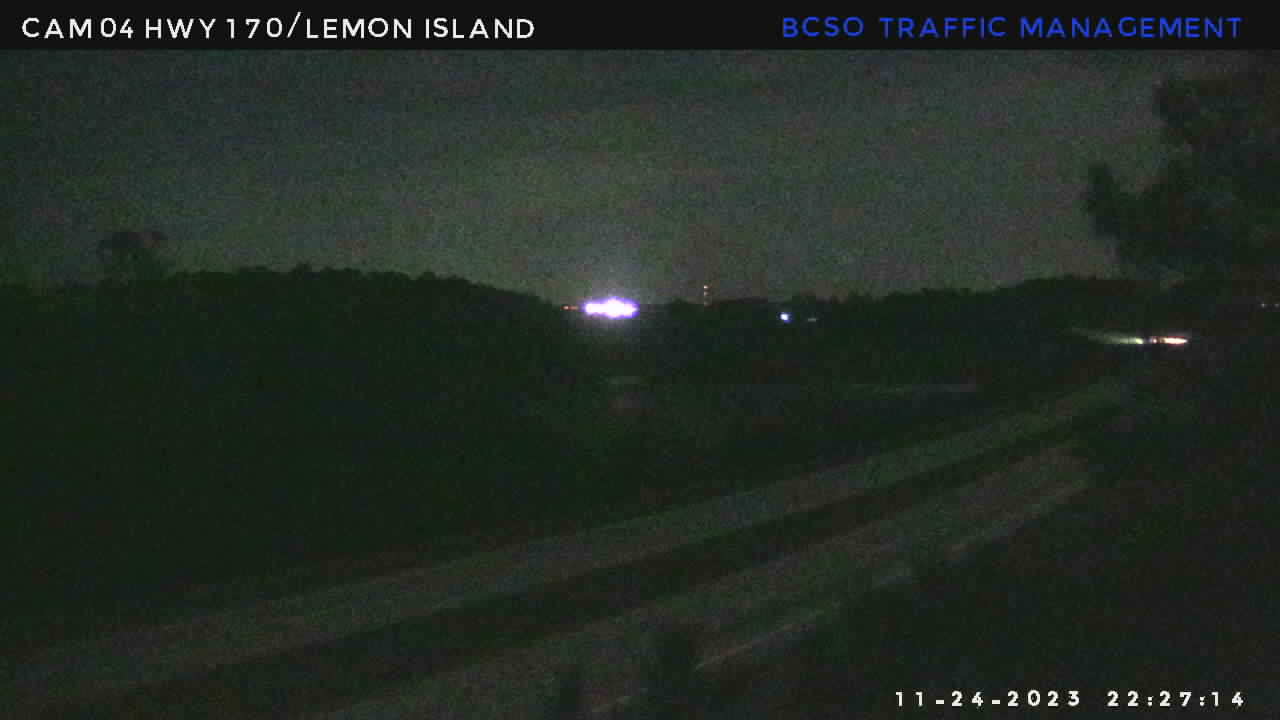 CAM04 HWY 170/LEMON ISLAND
BCSO TRAFFIC MANAGEMENT
11-24-2023 22:27:14